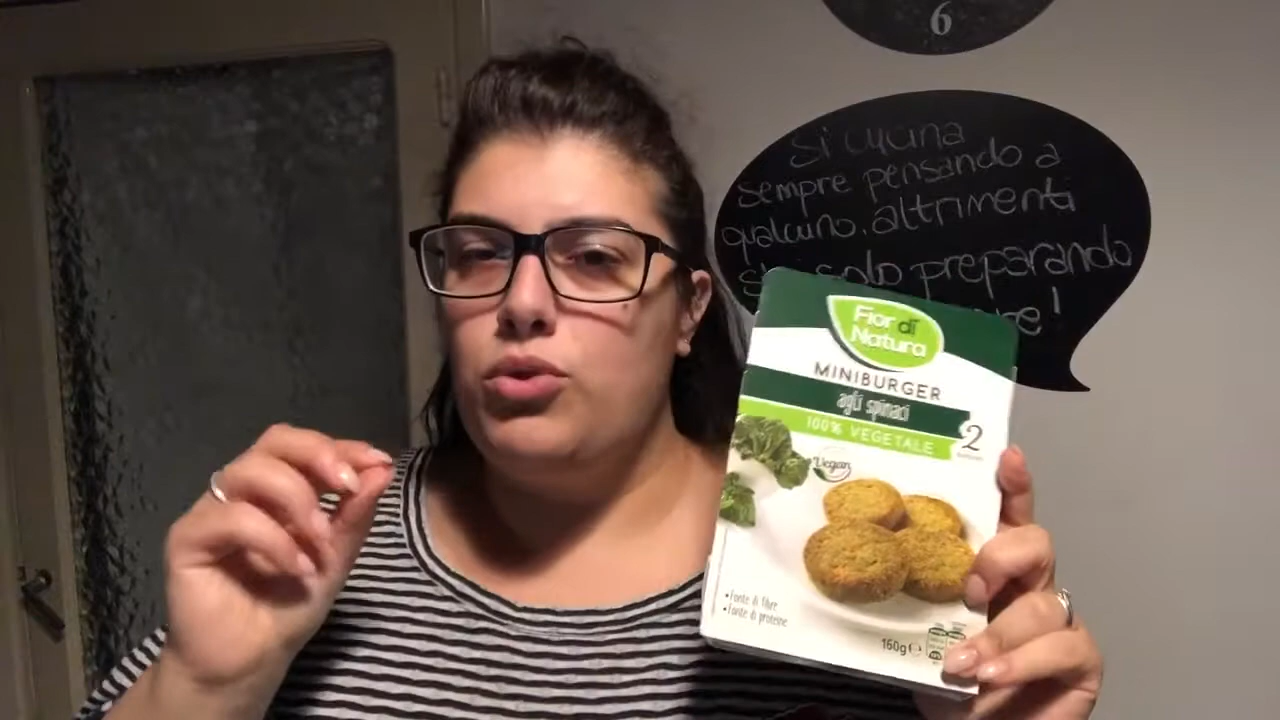 6
si cucina
sempre pensando a
qualcuno, altrimenti
solo preparando
Fior di
Natura
MINIBURGER
agli spinaci
100% VEGETALE
2
Vegan
• Fonte di fibre
• Fonte di proteine
160g e